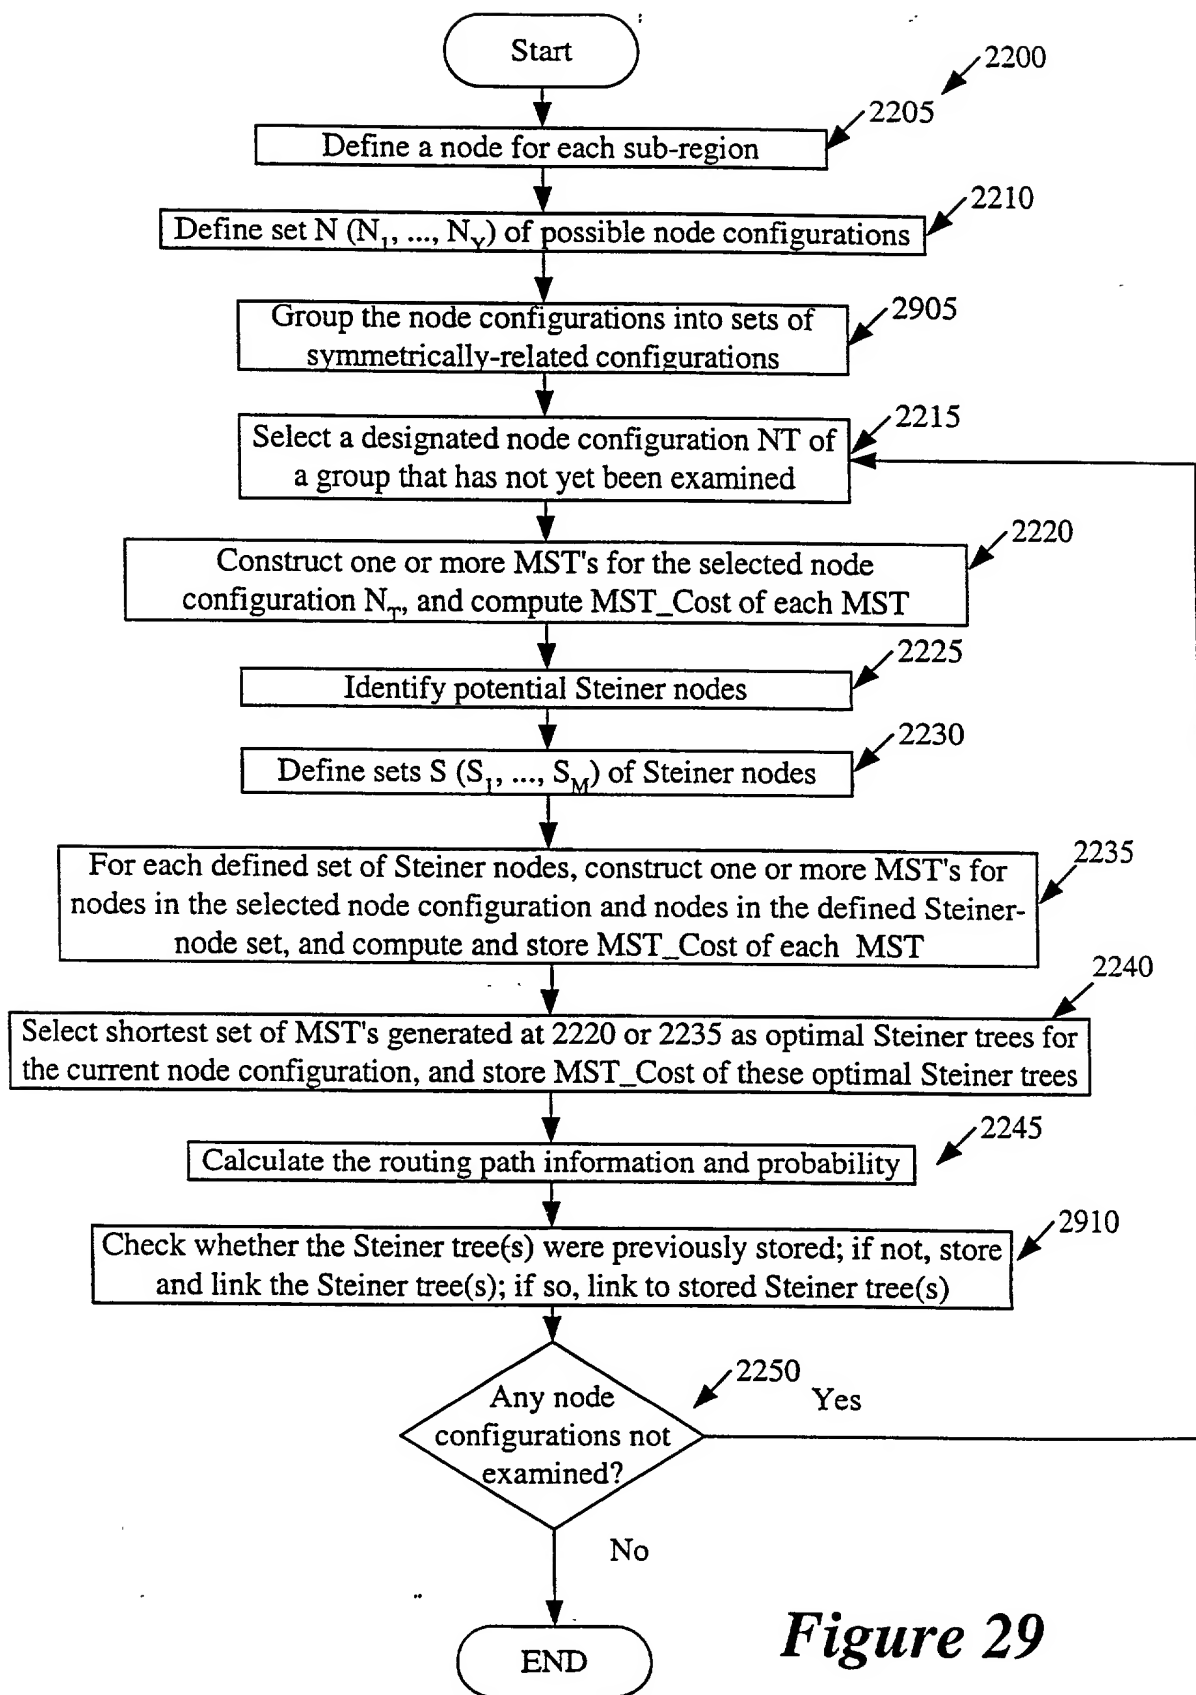 Start
2200
2205
Define a node for each sub-region
2210
Define set N (N1, ..., NY) of possible node configurations
2905
Group the node configurations into sets of
symmetrically-related configurations
2215
Select a designated node configuration NT of
a group that has not yet been examined
2220
Construct one or more MST's for the selected node
configuration NT, and compute MST_Cost of each MST
2225
Identify potential Steiner nodes
2230
Define sets S (S1, ..., SM) of Steiner nodes
2235
For each defined set of Steiner nodes, construct one or more MST's for
nodes in the selected node configuration and nodes in the defined Steiner-
node set, and compute and store MST_Cost of each MST
2240
Select shortest set of MST's generated at 2220 or 2235 as optimal Steiner trees for
the current node configuration, and store MST_Cost of these optimal Steiner trees
2245
Calculate the routing path information and probability
2910
Check whether the Steiner tree(s) were previously stored; if not, store
and link the Steiner tree(s); if so, link to stored Steiner tree(s)
2250
Yes
Any node
configurations not
examined?
No
END
Figure 29